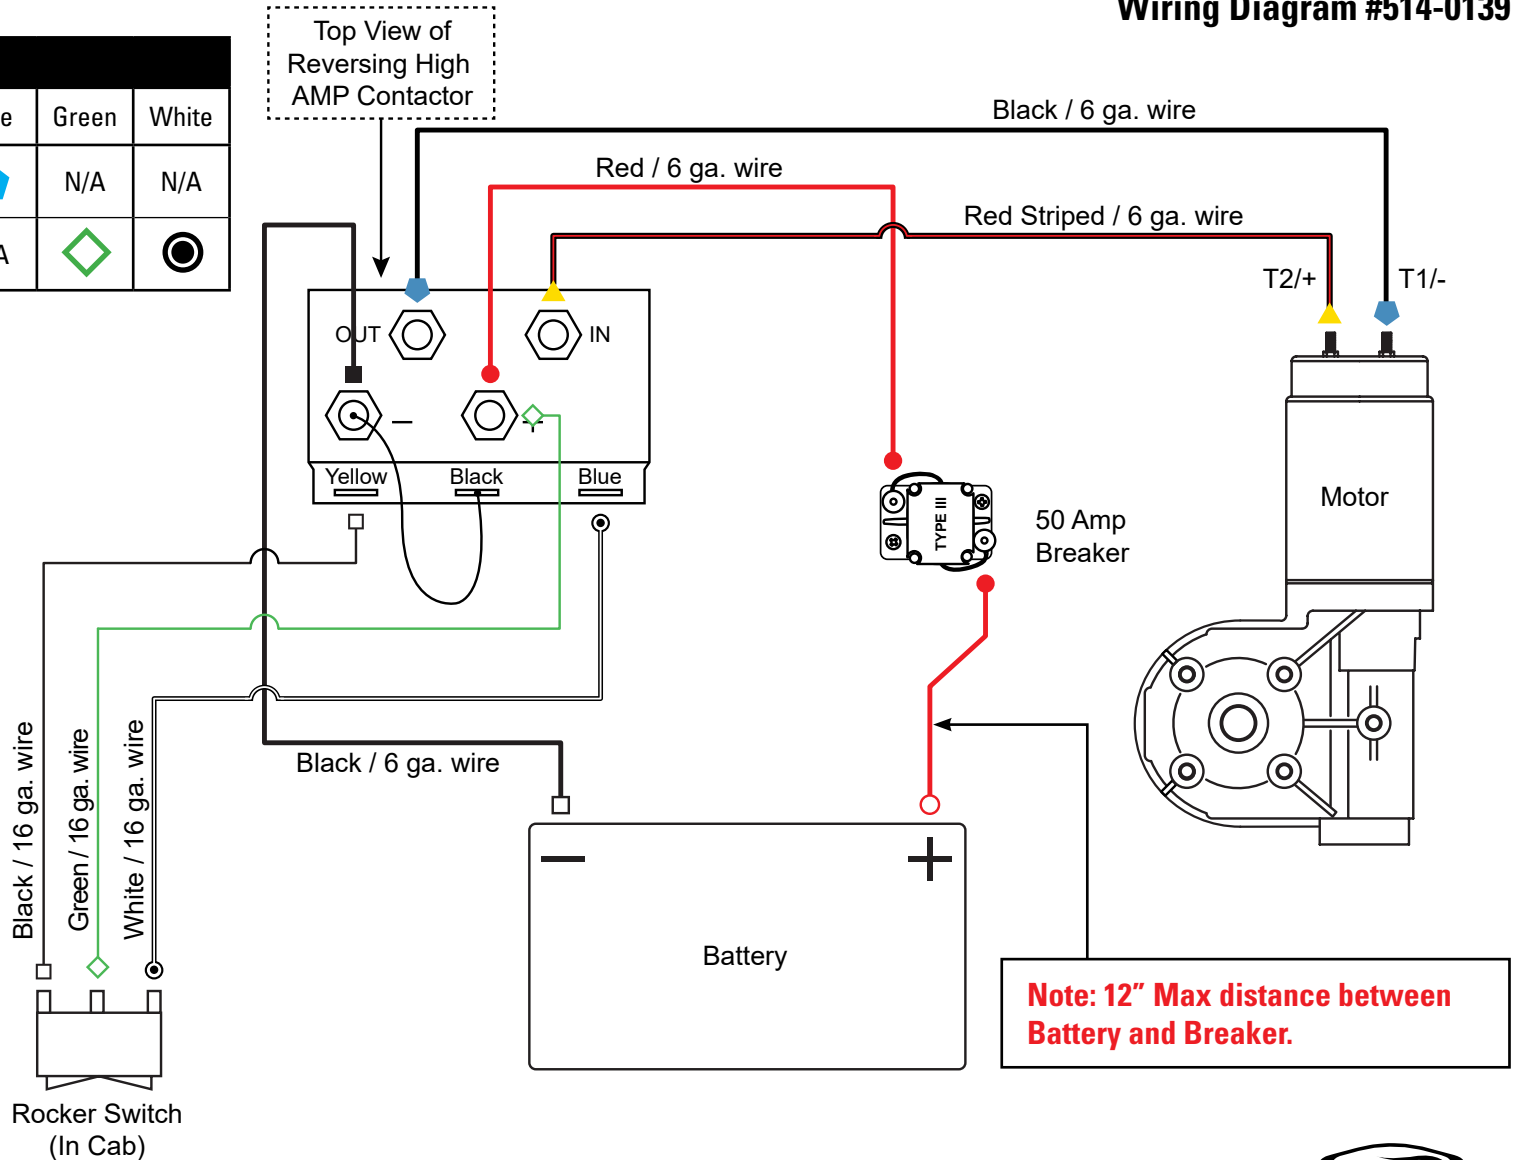 Wiring Diagram #514-0139
Top View of
Reversing High
AMP Contactor
Green White
N/A N/A
Black / 6 ga. wire
Red / 6 ga. wire
Red Striped / 6 ga. wire
T2/+ T1/-
OUT IN
− +
Yellow Black Blue
TYPE III
50 Amp
Breaker
Motor
Black / 16 ga. wire
Green / 16 ga. wire
White / 16 ga. wire
Black / 6 ga. wire
− +
Battery
Note: 12” Max distance between
Battery and Breaker.
Rocker Switch
(In Cab)